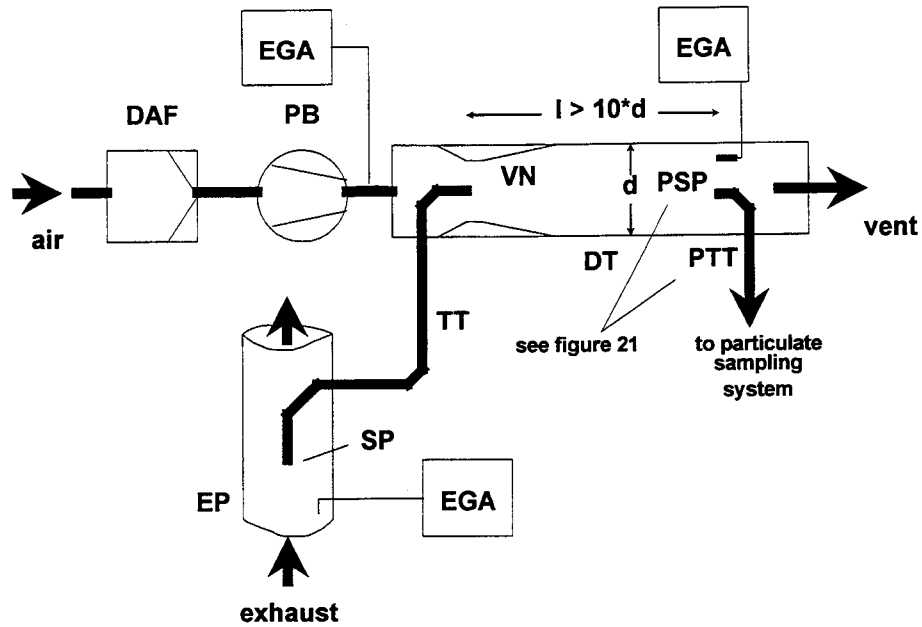 EGA
EGA
DAF
PB
l > 10*d
VN
d
PSP
air
vent
DT
PTT
TT
see figure 21
to particulate
sampling
system
SP
EP
EGA
exhaust